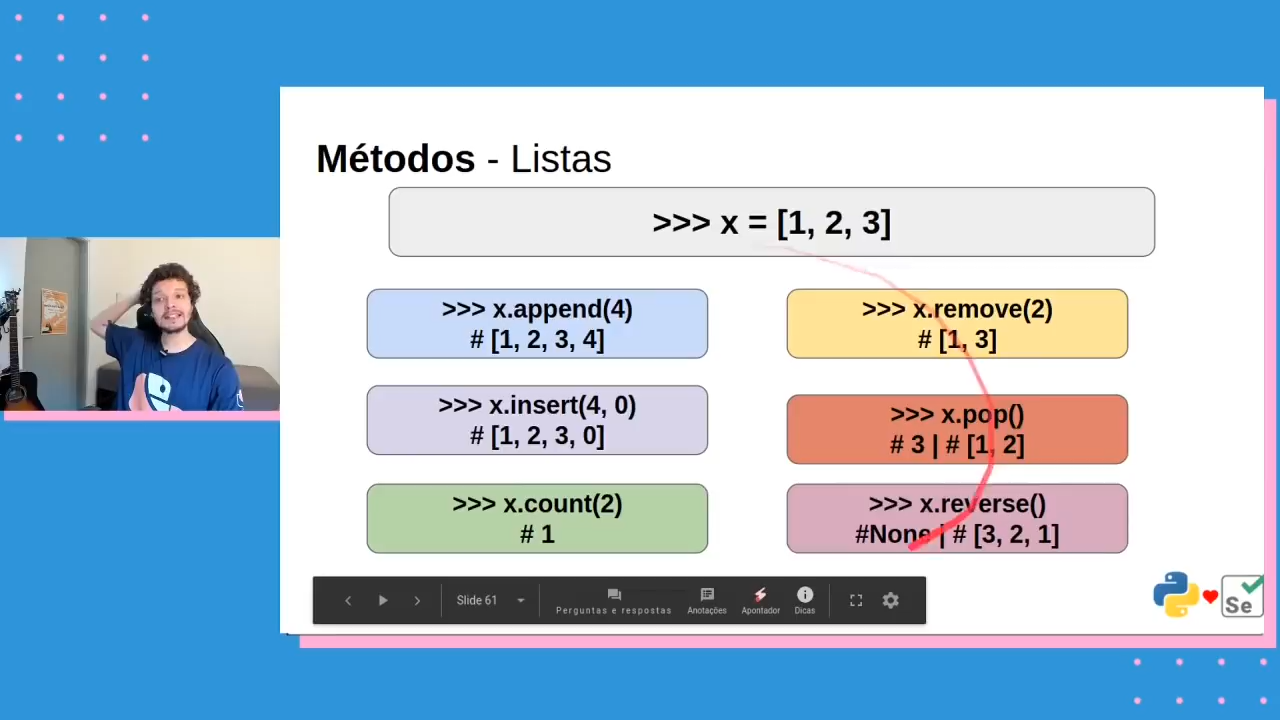 Métodos - Listas
>>> x = [1, 2, 3]
>>> x.append(4)
# [1, 2, 3, 4]
>>> x.remove(2)
# [1, 3]
>>> x.insert(4, 0)
# [1, 2, 3, 0]
>>> x.pop()
# 3 | # [1, 2]
>>> x.count(2)
# 1
>>> x.reverse()
#None | # [3, 2, 1]
Slide 61
Perguntas e respostas
Anotações
Apontador
Dicas
Se